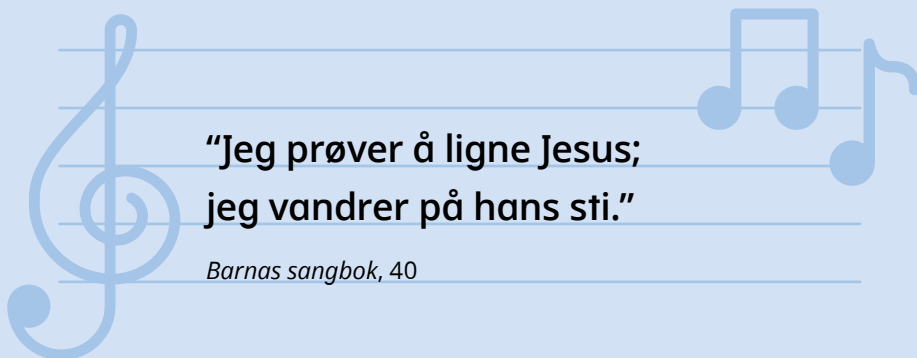 “Jeg prøver å ligne Jesus;
jeg vandrer på hans sti.”
Barnas sangbok, 40